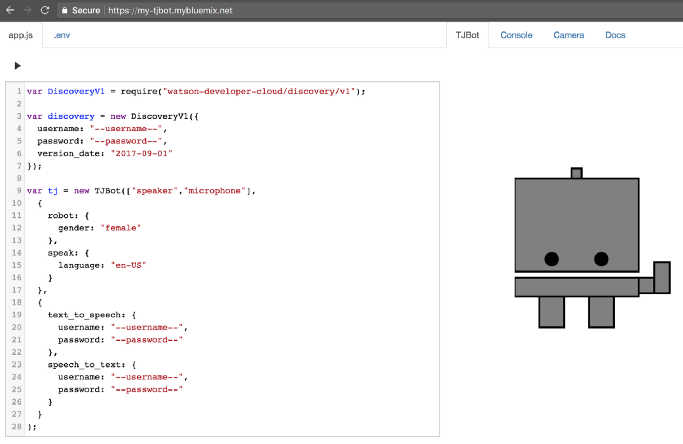 Secure https://my-tjbot.mybluemix.net
app.js .env TJBot Console Camera Docs
1 var DiscoveryV1 = require("watson-developer-cloud/discovery/v1");
2
3 var discovery = new DiscoveryV1({
4 username: "--username--",
5 password: "--password--",
6 version_date: "2017-09-01"
7 });
8
9 var tj = new TJBot(["speaker","microphone"],
10 {
11 robot: {
12 gender: "female"
13 },
14 speak: {
15 language: "en-US"
16 }
17 },
18 {
19 text_to_speech: {
20 username: "--username--",
21 password: "--password--"
22 },
23 speech_to_text: {
24 username: "--username--",
25 password: "--password--"
26 }
27 }
28 );